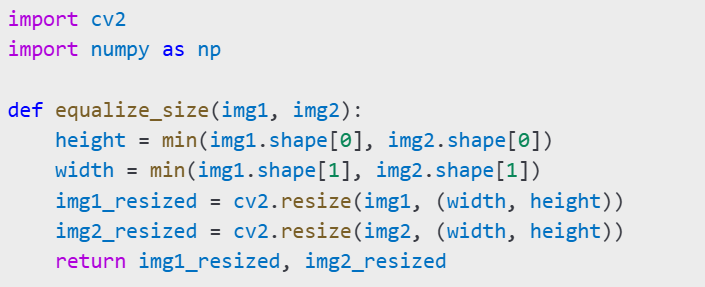 import cv2
import numpy as np

def equalize_size(img1, img2):
    height = min(img1.shape[0], img2.shape[0])
    width = min(img1.shape[1], img2.shape[1])
    img1_resized = cv2.resize(img1, (width, height))
    img2_resized = cv2.resize(img2, (width, height))
    return img1_resized, img2_resized